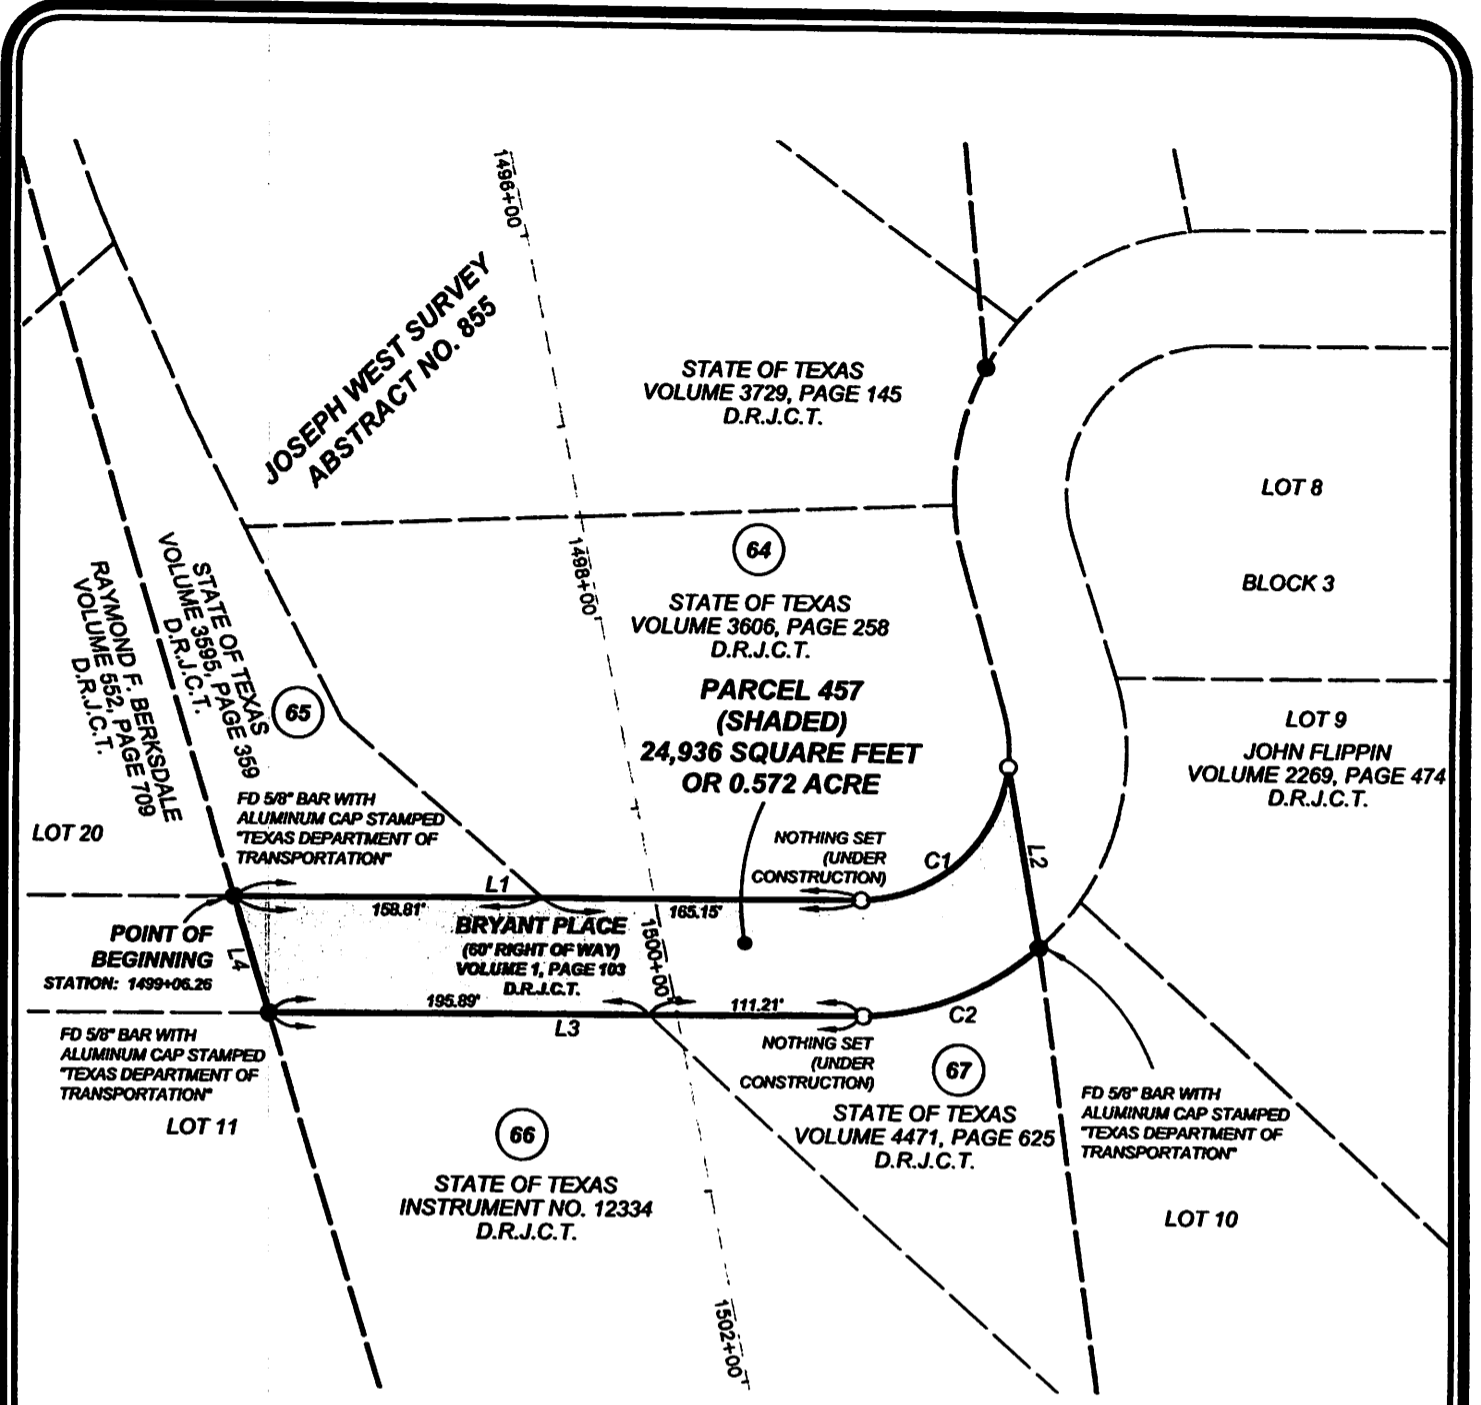 1496+00
JOSEPH WEST SURVEY
ABSTRACT NO. 855
STATE OF TEXAS
VOLUME 3729, PAGE 145
D.R.J.C.T.
LOT 8
BLOCK 3
1498+00
64
STATE OF TEXAS
VOLUME 3606, PAGE 258
D.R.J.C.T.
PARCEL 457
(SHADED)
24,936 SQUARE FEET
OR 0.572 ACRE
STATE OF TEXAS
VOLUME 3595, PAGE 359
D.R.J.C.T.
RAYMOND F. BERKSDALE
VOLUME 552, PAGE 709
D.R.J.C.T.
65
LOT 9
JOHN FLIPPIN
VOLUME 2269, PAGE 474
D.R.J.C.T.
LOT 20
FD 5/8" BAR WITH
ALUMINUM CAP STAMPED
"TEXAS DEPARTMENT OF
TRANSPORTATION"
NOTHING SET
(UNDER
CONSTRUCTION)
C1
L2
L1
158.81'
165.15'
POINT OF
BEGINNING
STATION: 1499+06.26
L4
BRYANT PLACE
(60' RIGHT OF WAY)
VOLUME 1, PAGE 103
D.R.J.C.T.
1500+00
195.89'
L3
111.21'
C2
FD 5/8" BAR WITH
ALUMINUM CAP STAMPED
"TEXAS DEPARTMENT OF
TRANSPORTATION"
LOT 11
NOTHING SET
(UNDER
CONSTRUCTION)
67
STATE OF TEXAS
VOLUME 4471, PAGE 625
D.R.J.C.T.
FD 5/8" BAR WITH
ALUMINUM CAP STAMPED
"TEXAS DEPARTMENT OF
TRANSPORTATION"
66
STATE OF TEXAS
INSTRUMENT NO. 12334
D.R.J.C.T.
LOT 10
1502+00